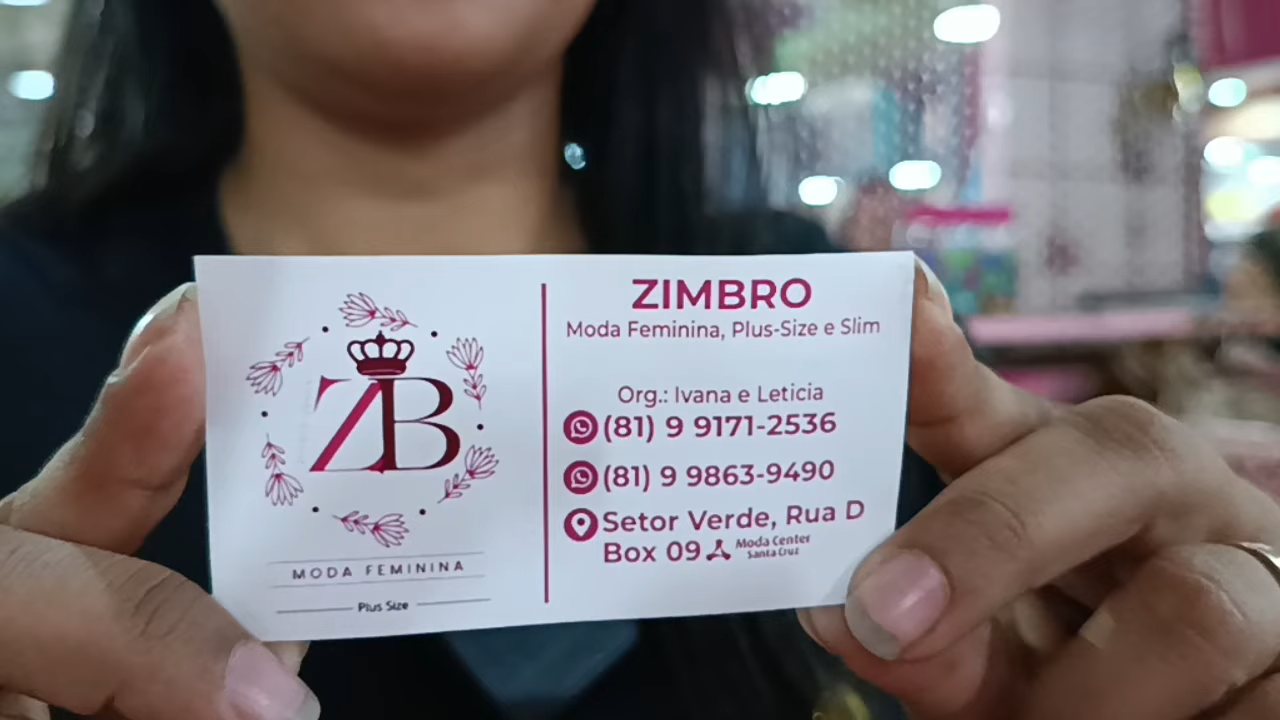 ZB
MODA FEMININA
Plus Size
ZIMBRO
Moda Feminina, Plus-Size e Slim
Org.: Ivana e Leticia
(81) 9 9171-2536
(81) 9 9863-9490
Setor Verde, Rua D
Box 09 Moda Center
Santa Cruz